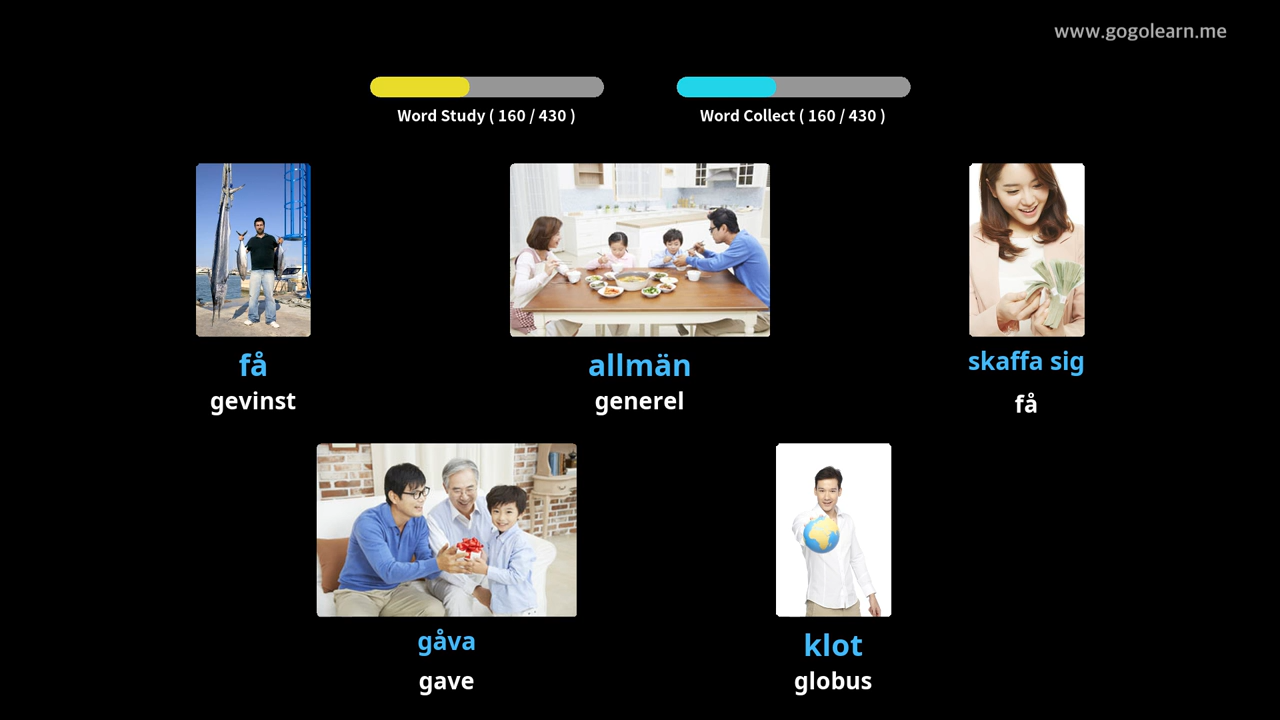 www.gogolearn.me
Word Study ( 160 / 430 )
Word Collect ( 160 / 430 )
få
gevinst
allmän
generel
skaffa sig
få
gåva
gave
klot
globus